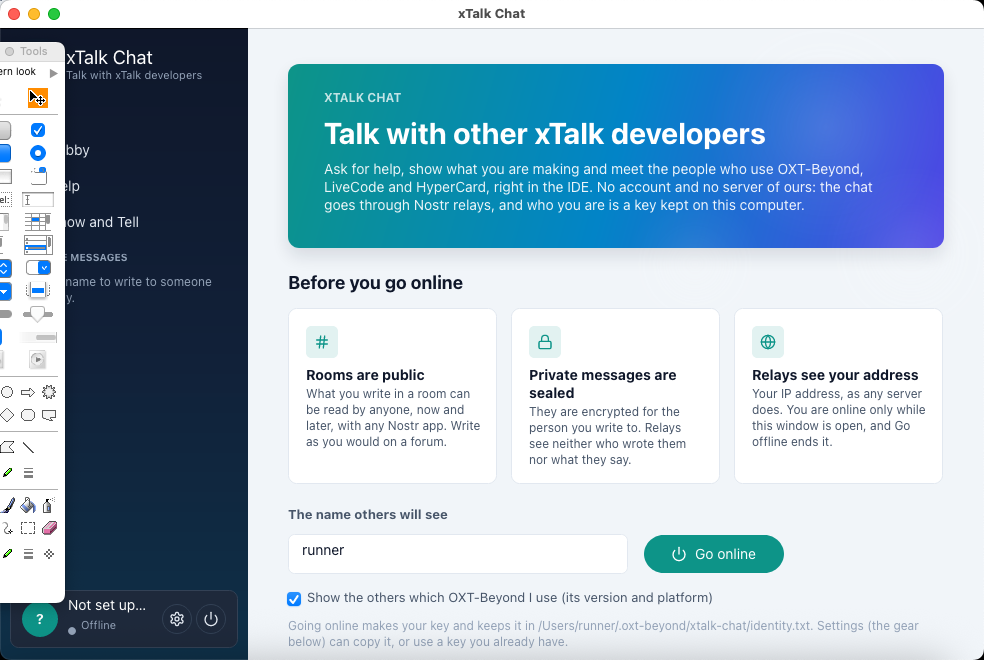 xTalk Chat
Tools
ern look
xTalk Chat
Talk with xTalk developers
bby
elp
how and Tell
E MESSAGES
name to write to someone
y.
el:
Not set up...
Offline
?
XTALK CHAT
Talk with other xTalk developers
Ask for help, show what you are making and meet the people who use OXT-Beyond,
LiveCode and HyperCard, right in the IDE. No account and no server of ours: the chat
goes through Nostr relays, and who you are is a key kept on this computer.
Before you go online
Rooms are public
What you write in a room can
be read by anyone, now and
later, with any Nostr app. Write
as you would on a forum.
Private messages are
sealed
They are encrypted for the
person you write to. Relays
see neither who wrote them
nor what they say.
Relays see your address
Your IP address, as any server
does. You are online only while
this window is open, and Go
offline ends it.
The name others will see
runner
Go online
Show the others which OXT-Beyond I use (its version and platform)
Going online makes your key and keeps it in /Users/runner/.oxt-beyond/xtalk-chat/identity.txt. Settings (the gear
below) can copy it, or use a key you already have.